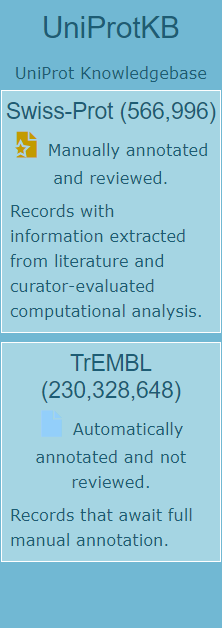 UniProtKB
UniProt Knowledgebase
Swiss-Prot (566,996)
Manually annotated
and reviewed.
Records with
information extracted
from literature and
curator-evaluated
computational analysis.
TrEMBL
(230,328,648)
Automatically
annotated and not
reviewed.
Records that await full
manual annotation.